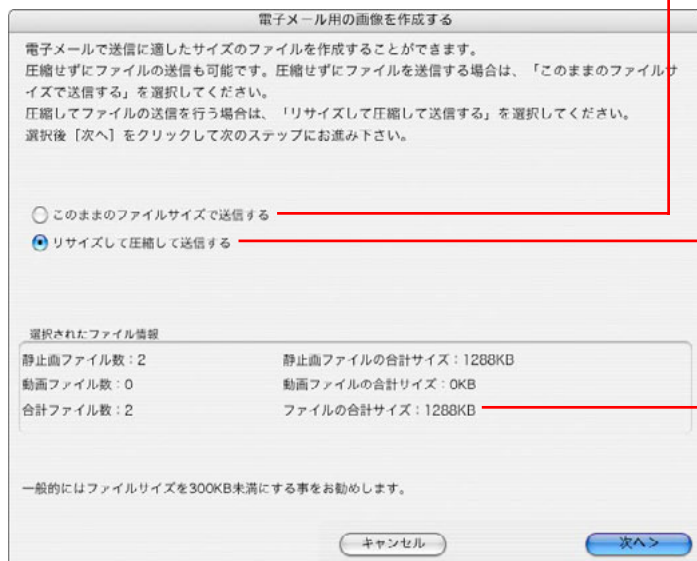 電子メール用の画像を作成する
電子メールで送信に適したサイズのファイルを作成することができます。
圧縮せずにファイルの送信も可能です。圧縮せずにファイルを送信する場合は、「このままのファイルサ
イズで送信する」を選択してください。
圧縮してファイルの送信を行う場合は、「リサイズして圧縮して送信する」を選択してください。
選択後［次へ］をクリックして次のステップにお進み下さい。
このままのファイルサイズで送信する
リサイズして圧縮して送信する
選択されたファイル情報
静止画ファイル数：2 静止画ファイルの合計サイズ：1288KB
動画ファイル数：0 動画ファイルの合計サイズ：0KB
合計ファイル数：2 ファイルの合計サイズ：1288KB
一般的にはファイルサイズを300KB未満にする事をお勧めします。
キャンセル 次へ＞